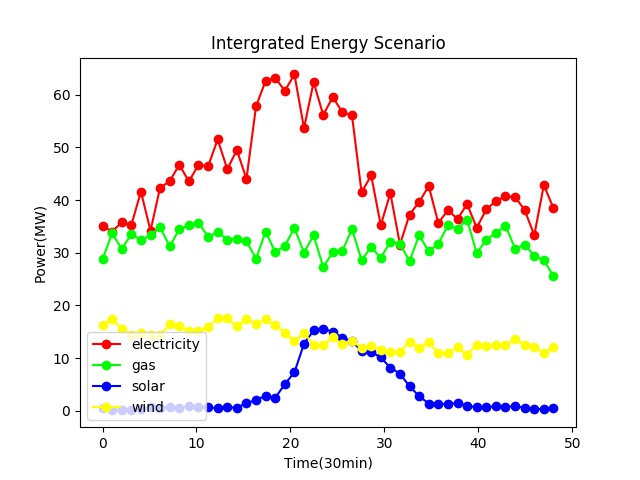 Intergrated Energy Scenario
Power(MW)
60
50
40
30
20
10
0
electricity
gas
solar
wind
0 10 20 30 40 50
Time(30min)